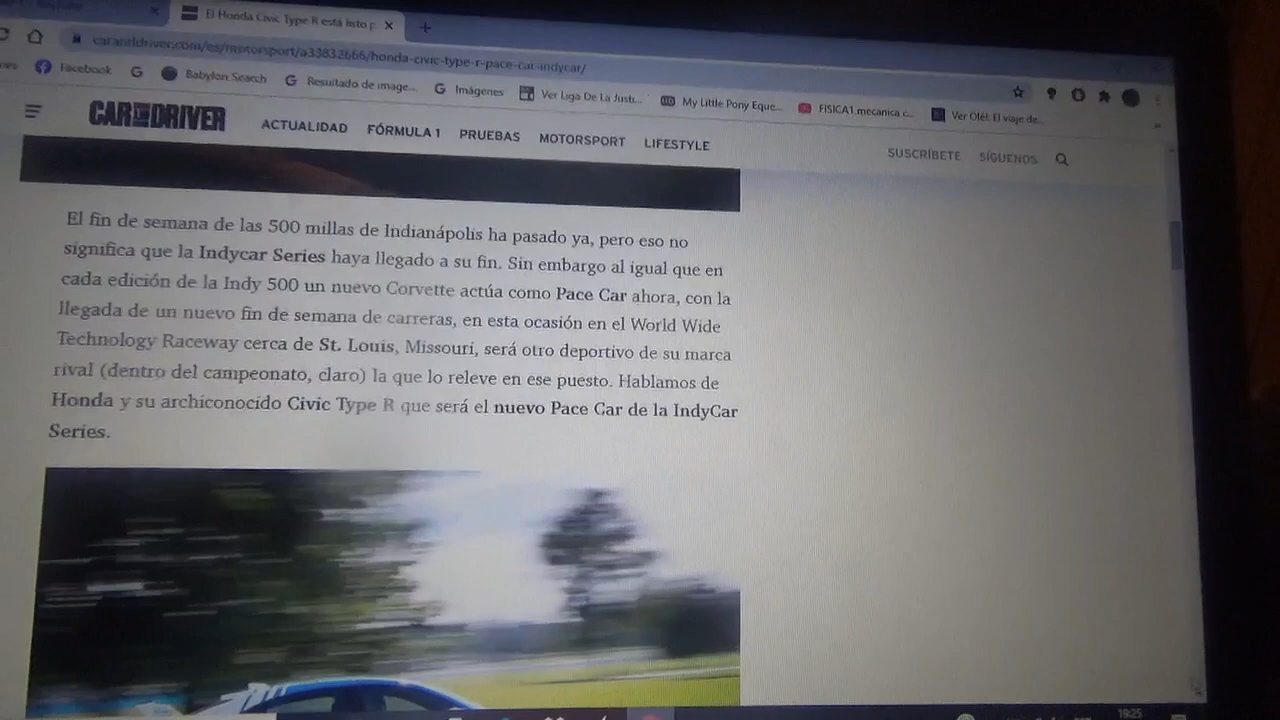 El Honda Civic Type R está listo p
caranddriver.com/es/motorsport/a33832666/honda-civic-type-r-pace-car-indycar/
Facebook
Babylon Search
Resultado de image...
Imágenes
Ver Liga De La Justi...
My Little Pony Eque...
FISICA1 mecanica c...
Ver Olé!. El viaje de...
CAR AND DRIVER
ACTUALIDAD FÓRMULA 1 PRUEBAS MOTORSPORT LIFESTYLE
SUSCRÍBETE SÍGUENOS
El fin de semana de las 500 millas de Indianápolis ha pasado ya, pero eso no
significa que la Indycar Series haya llegado a su fin. Sin embargo al igual que en
cada edición de la Indy 500 un nuevo Corvette actúa como Pace Car ahora, con la
llegada de un nuevo fin de semana de carreras, en esta ocasión en el World Wide
Technology Raceway cerca de St. Louis, Missouri, será otro deportivo de su marca
rival (dentro del campeonato, claro) la que lo releve en ese puesto. Hablamos de
Honda y su archiconocido Civic Type R que será el nuevo Pace Car de la IndyCar
Series.
19:25